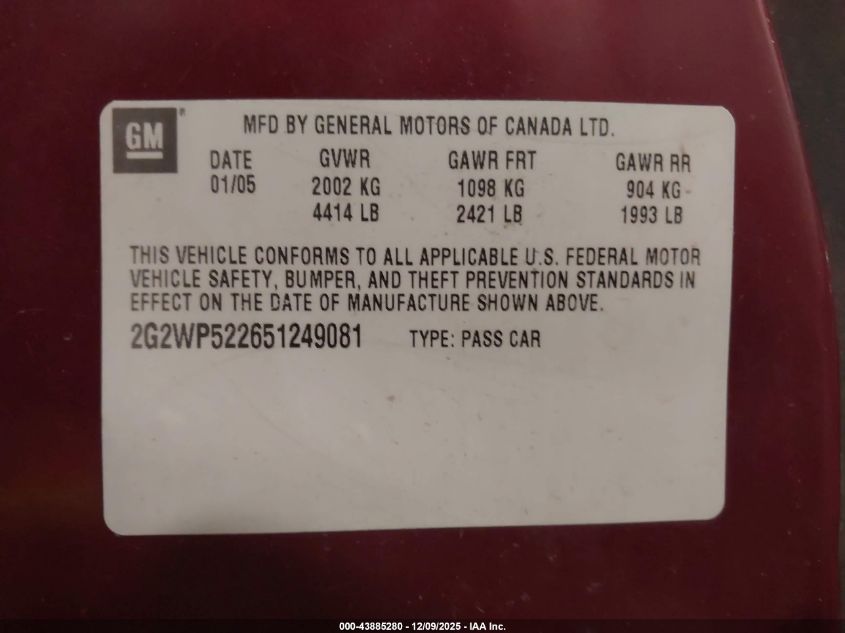 GM
MFD BY GENERAL MOTORS OF CANADA LTD.
DATE GVWR GAWR FRT GAWR RR
01/05 2002 KG 1098 KG 904 KG
4414 LB 2421 LB 1993 LB
THIS VEHICLE CONFORMS TO ALL APPLICABLE U.S. FEDERAL MOTOR
VEHICLE SAFETY, BUMPER, AND THEFT PREVENTION STANDARDS IN
EFFECT ON THE DATE OF MANUFACTURE SHOWN ABOVE.
2G2WP522651249081 TYPE: PASS CAR
000-43885280 - 12/09/2025 - IAA Inc.